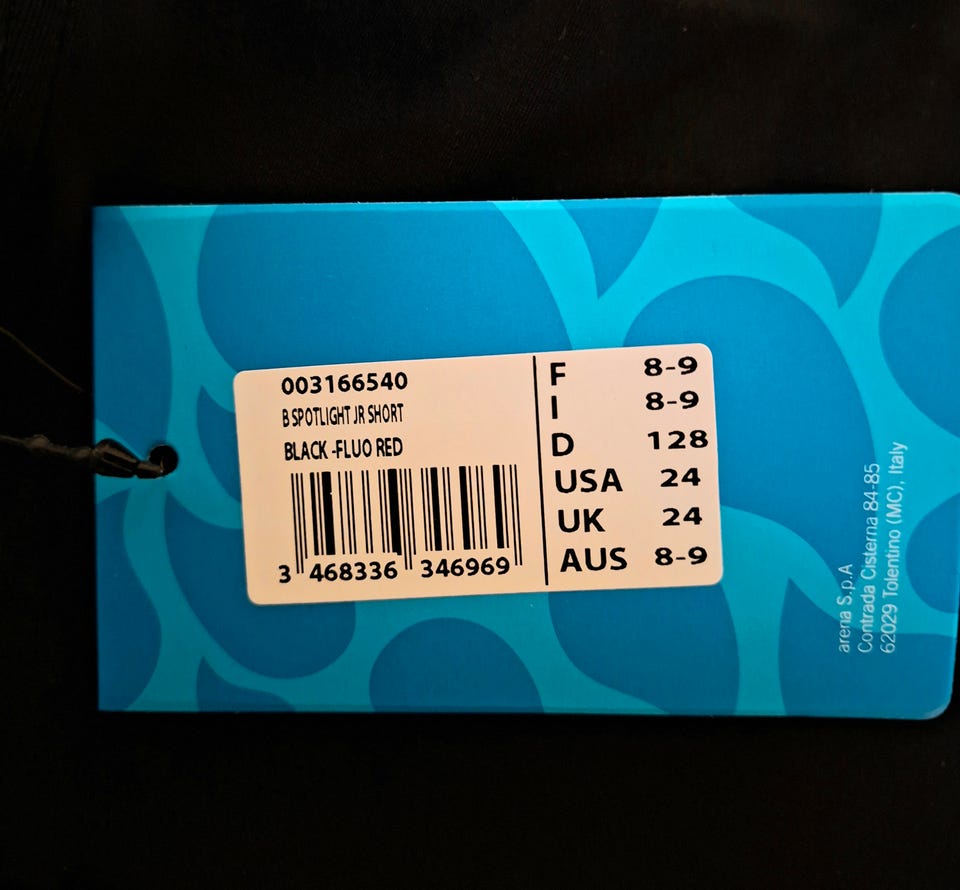 003166540
B SPOTLIGHT JR SHORT
BLACK -FLUO RED
3 468336 346969
F 8-9
I 8-9
D 128
USA 24
UK 24
AUS 8-9
arena S.p.A
Contrada Cisterna 84-85
62029 Tolentino (MC), Italy